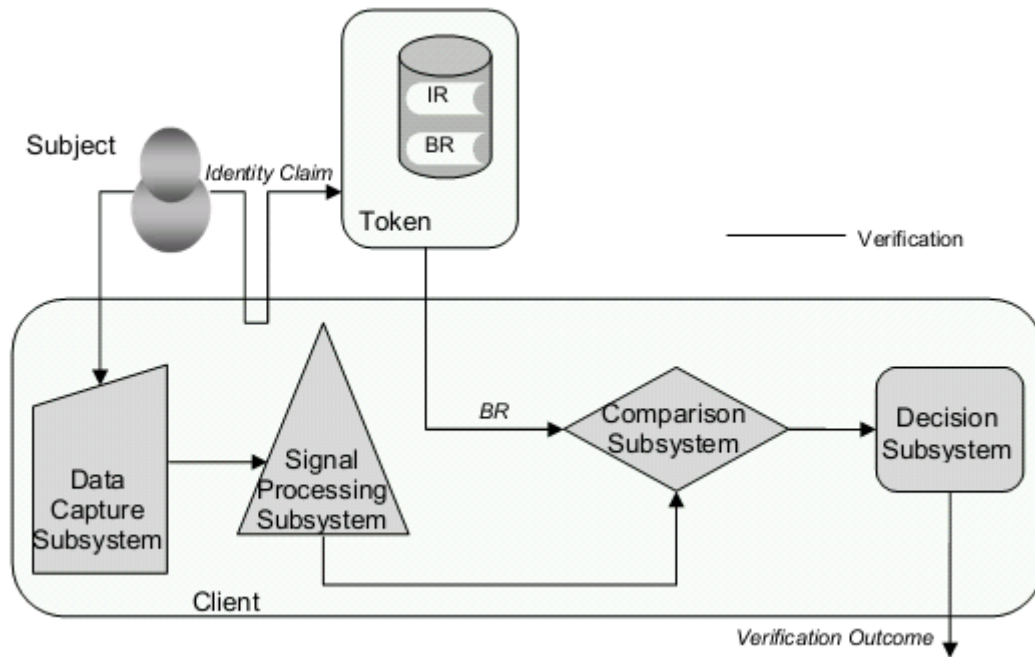 IR
BR
Subject
Identity Claim
Token
Verification
BR
Comparison
Subsystem
Decision
Subsystem
Signal
Processing
Subsystem
Data
Capture
Subsystem
Client
Verification Outcome